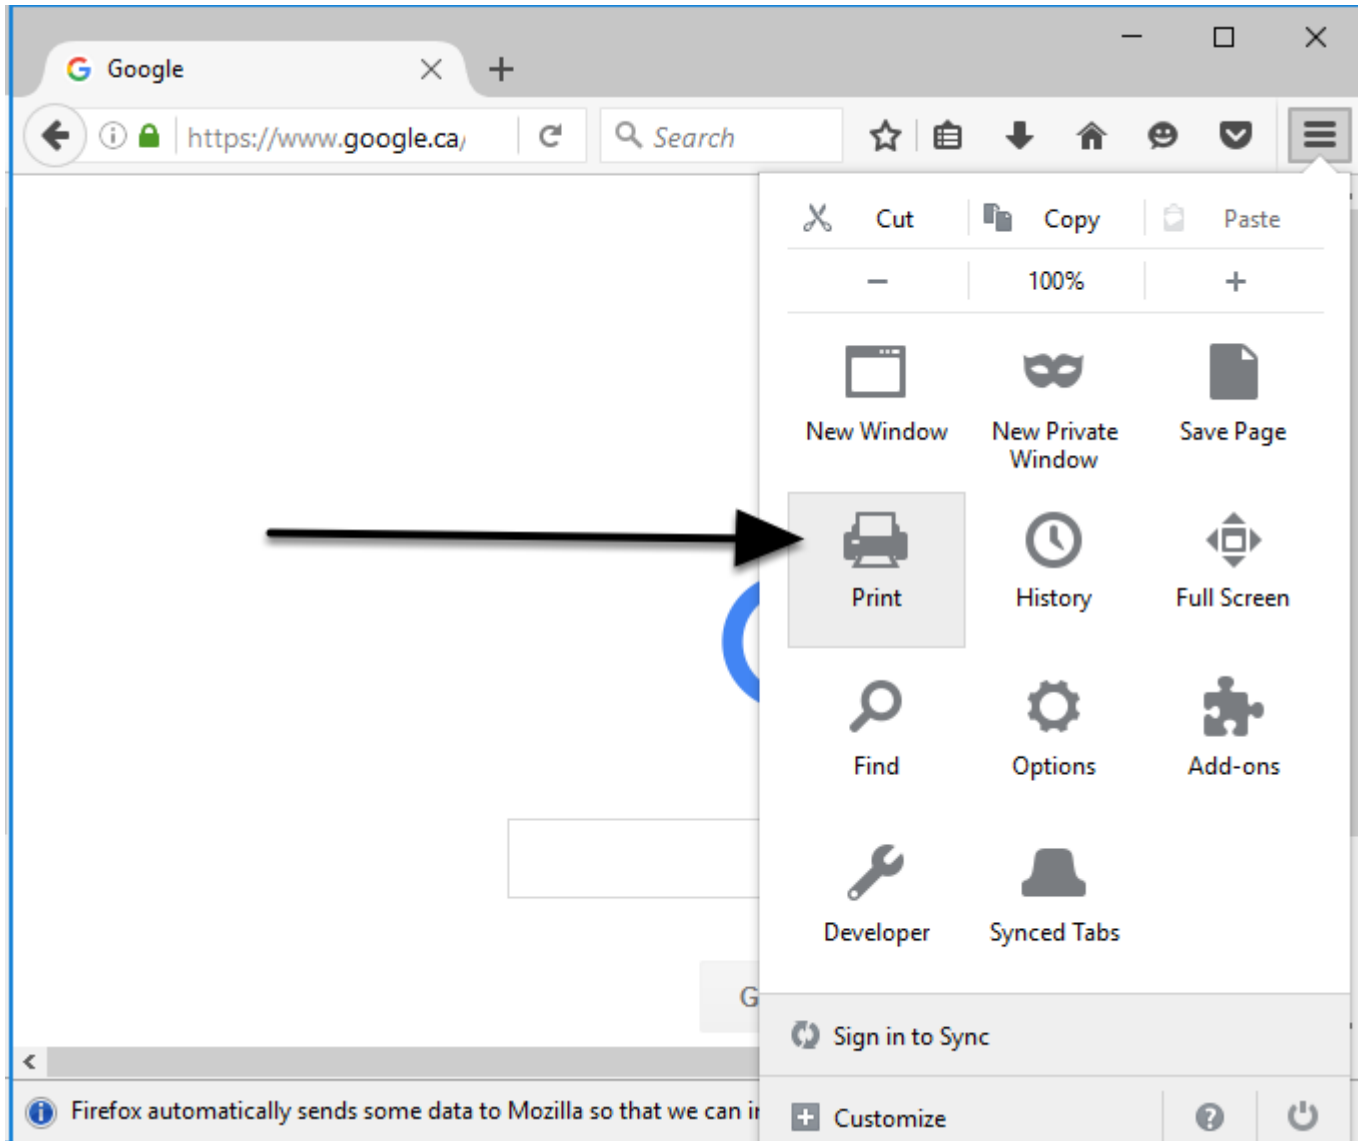 Google
https://www.google.ca/
Search
Cut
Copy
Paste
100%
New Window
New Private
Window
Save Page
Print
History
Full Screen
Find
Options
Add-ons
Developer
Synced Tabs
G
Sign in to Sync
Firefox automatically sends some data to Mozilla so that we can
Customize